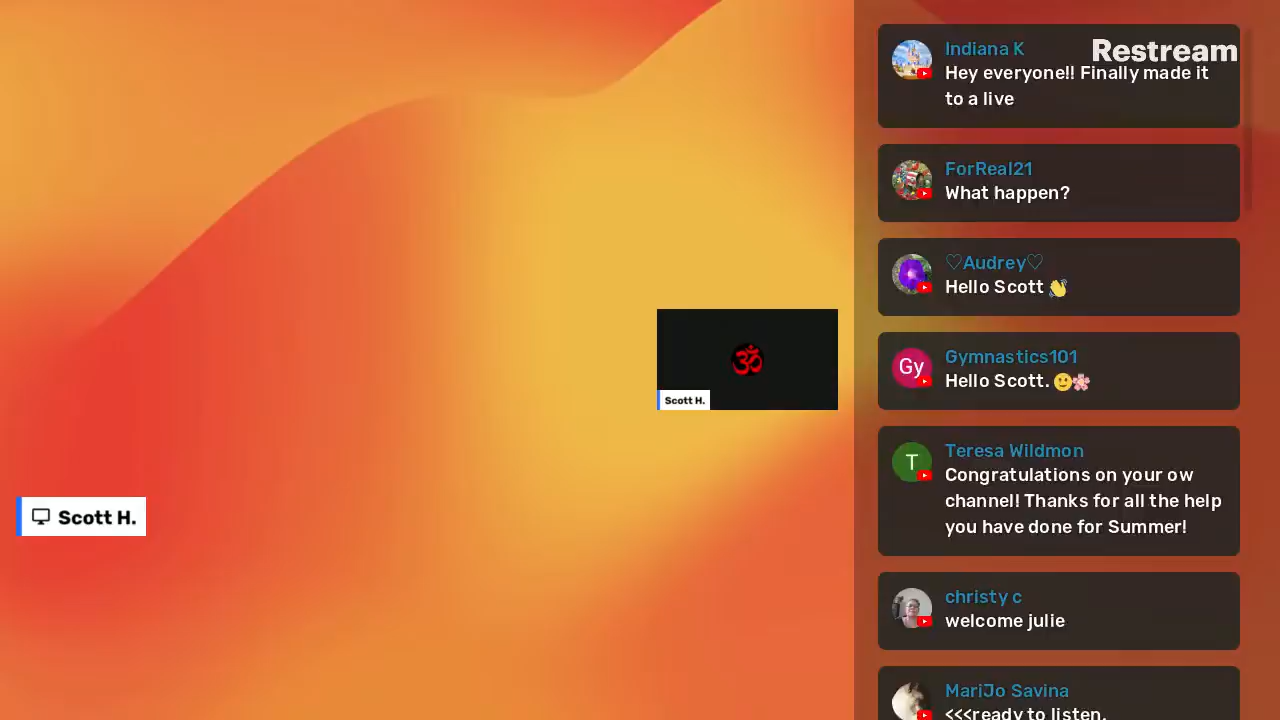 Restream
Indiana K
Hey everyone!! Finally made it
to a live
ForReal21
What happen?
♡Audrey♡
Hello Scott 👋
Gy
Gymnastics101
Hello Scott. 🙂🌸
T
Teresa Wildmon
Congratulations on your ow
channel! Thanks for all the help
you have done for Summer!
christy c
welcome julie
MariJo Savina
<<<ready to listen.
ॐ
Scott H.
Scott H.